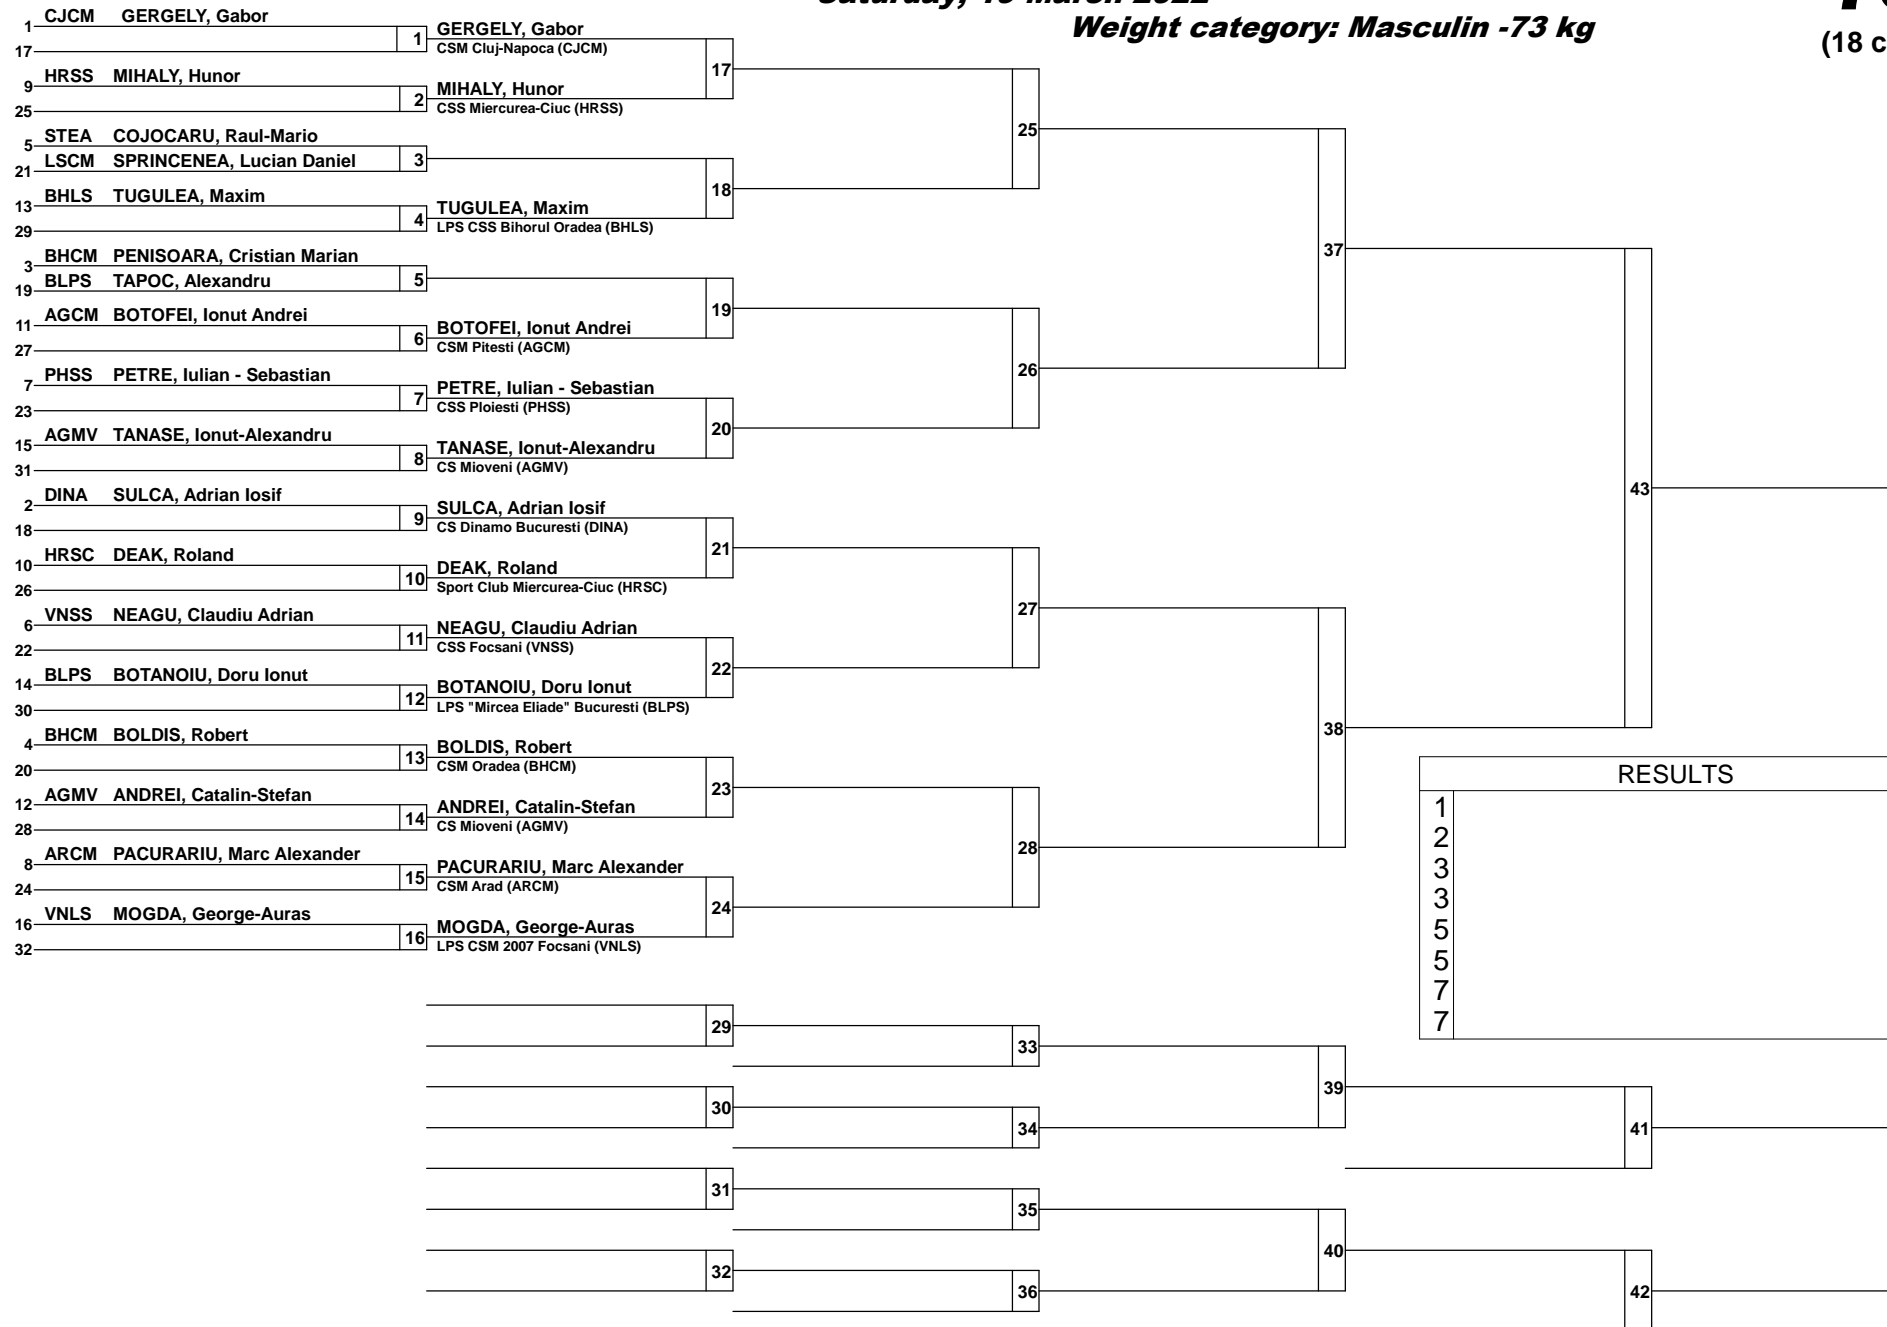 Weight category: Masculin -73 kg
(18 c
1 CJCM GERGELY, Gabor
17
1
GERGELY, Gabor
CSM Cluj-Napoca (CJCM)
9 HRSS MIHALY, Hunor
25
2
MIHALY, Hunor
CSS Miercurea-Ciuc (HRSS)
17
5 STEA COJOCARU, Raul-Mario
21 LSCM SPRINCENEA, Lucian Daniel
3
13 BHLS TUGULEA, Maxim
29
4
TUGULEA, Maxim
LPS CSS Bihorul Oradea (BHLS)
18
25
3 BHCM PENISOARA, Cristian Marian
19 BLPS TAPOC, Alexandru
5
11 AGCM BOTOFEI, Ionut Andrei
27
6
BOTOFEI, Ionut Andrei
CSM Pitesti (AGCM)
19
7 PHSS PETRE, Iulian - Sebastian
23
7
PETRE, Iulian - Sebastian
CSS Ploiesti (PHSS)
15 AGMV TANASE, Ionut-Alexandru
31
8
TANASE, Ionut-Alexandru
CS Mioveni (AGMV)
20
26
37
2 DINA SULCA, Adrian Iosif
18
9
SULCA, Adrian Iosif
CS Dinamo Bucuresti (DINA)
10 HRSC DEAK, Roland
26
10
DEAK, Roland
Sport Club Miercurea-Ciuc (HRSC)
21
6 VNSS NEAGU, Claudiu Adrian
22
11
NEAGU, Claudiu Adrian
CSS Focsani (VNSS)
14 BLPS BOTANOIU, Doru Ionut
30
12
BOTANOIU, Doru Ionut
LPS "Mircea Eliade" Bucuresti (BLPS)
22
27
4 BHCM BOLDIS, Robert
20
13
BOLDIS, Robert
CSM Oradea (BHCM)
12 AGMV ANDREI, Catalin-Stefan
28
14
ANDREI, Catalin-Stefan
CS Mioveni (AGMV)
23
8 ARCM PACURARIU, Marc Alexander
24
15
PACURARIU, Marc Alexander
CSM Arad (ARCM)
16 VNLS MOGDA, George-Auras
32
16
MOGDA, George-Auras
LPS CSM 2007 Focsani (VNLS)
24
28
38
43
RESULTS
1
2
3
3
5
5
7
7
29
33
30
34
39
41
31
35
32
36
40
42